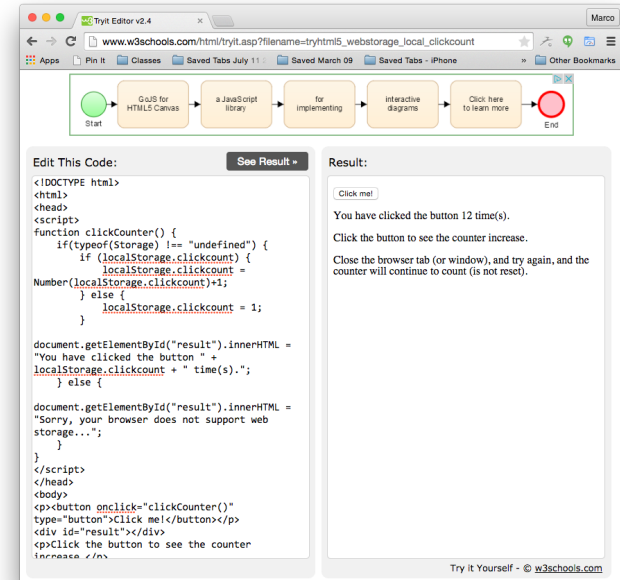 Tryit Editor v2.4
Marco
www.w3schools.com/html/tryit.asp?filename=tryhtml5_webstorage_local_clickcount
Apps Pin It Classes Saved Tabs July 11 Saved March 09 Saved Tabs - iPhone » Other Bookmarks
Start
GoJS for
HTML5 Canvas
a JavaScript
library
for
implementing
interactive
diagrams
Click here
to learn more
End
Edit This Code:
See Result »
<!DOCTYPE html>
<html>
<head>
<script>
function clickCounter() {
    if(typeof(Storage) !== "undefined") {
        if (localStorage.clickcount) {
            localStorage.clickcount =
Number(localStorage.clickcount)+1;
        } else {
            localStorage.clickcount = 1;
        }

document.getElementById("result").innerHTML =
"You have clicked the button " +
localStorage.clickcount + " time(s).";
    } else {

document.getElementById("result").innerHTML =
"Sorry, your browser does not support web
storage...";
    }
}
</script>
</head>
<body>
<p><button onclick="clickCounter()"
type="button">Click me!</button></p>
<div id="result"></div>
<p>Click the button to see the counter
increase.</p>
Result:
Click me!
You have clicked the button 12 time(s).
Click the button to see the counter increase.
Close the browser tab (or window), and try again, and the
counter will continue to count (is not reset).
Try it Yourself - © w3schools.com